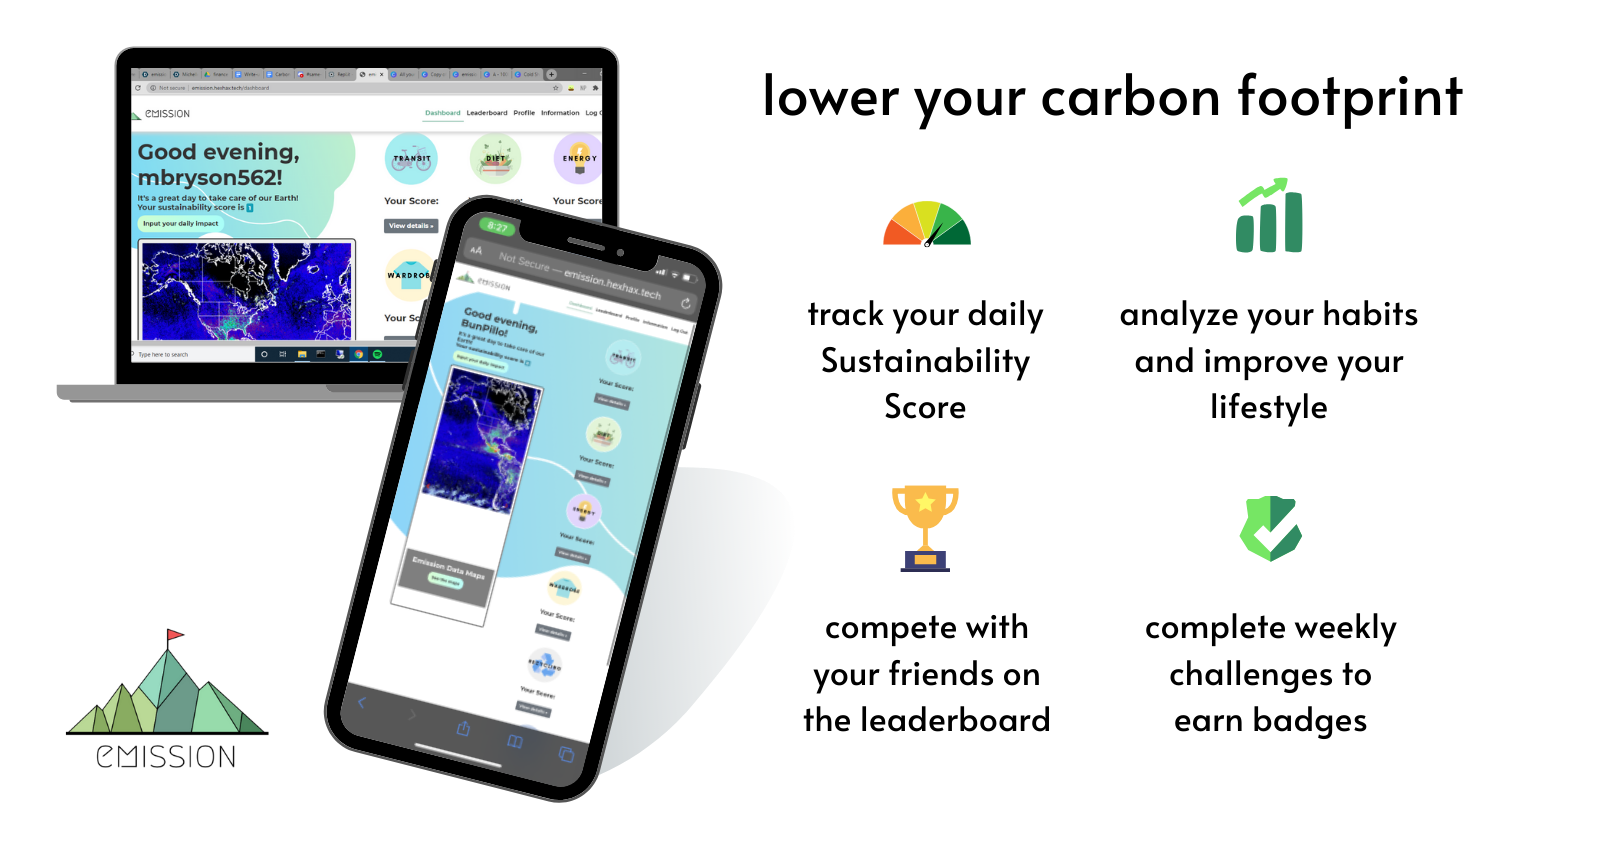 lower your carbon footprint
track your daily
Sustainability
Score
analyze your habits
and improve your
lifestyle
compete with
your friends on
the leaderboard
complete weekly
challenges to
earn badges
Not secure | emission.hexhax.tech/dashboard
EMISSION
Dashboard Leaderboard Profile Information Log
Good evening,
mbryson562!
It's a great day to take care of our Earth!
Your sustainability score is
Input your daily impact
TRANSIT
DIET
ENERGY
Your Score:
Your Score
View details »
WARDROBE
Your Sc
Type here to search
8:27
AA Not Secure — emission.hexhax.tech
EMISSION
Dashboard Leaderboard Profile Information Log Out
Good evening,
BunPillo!
It's a great day to take care of our
Earth!
Your sustainability score is
Input your daily impact
TRANSIT
Your Score:
View details »
DIET
Your Score:
View details »
ENERGY
Your Score:
View details »
WARDROBE
Your Score:
View details »
RECYCLING
Your Score:
View details »
Emission Data Maps
See the maps
EMISSION